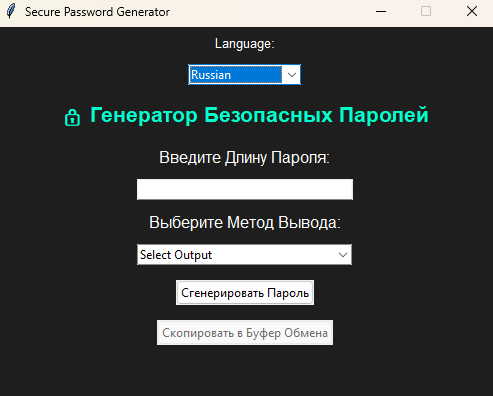 Secure Password Generator
Language:
Russian
Генератор Безопасных Паролей
Введите Длину Пароля:
Выберите Метод Вывода:
Select Output
Сгенерировать Пароль
Скопировать в Буфер Обмена